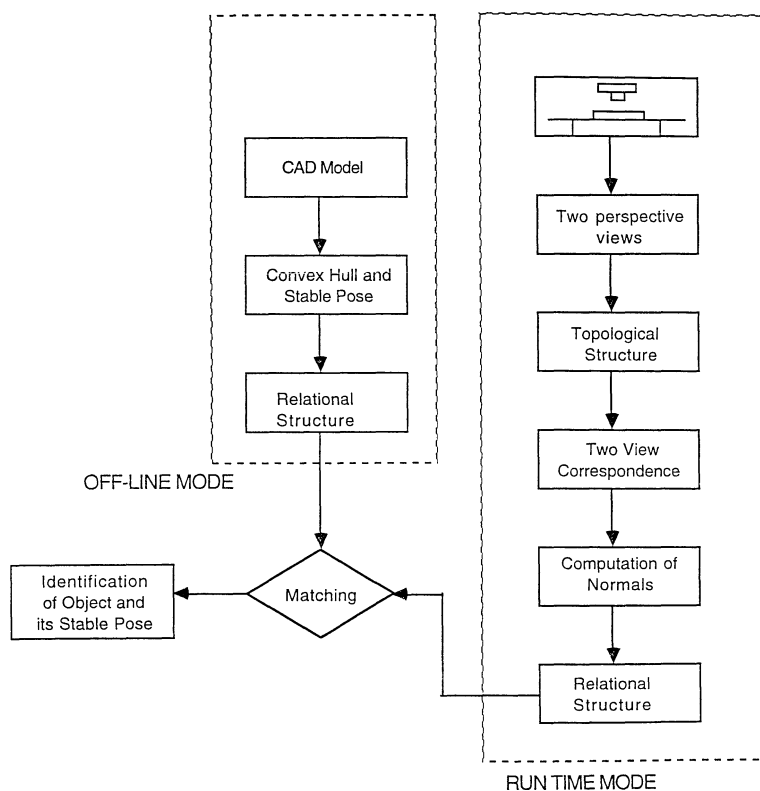 CAD Model
Convex Hull and
Stable Pose
Relational
Structure
OFF-LINE MODE
Two perspective
views
Topological
Structure
Two View
Correspondence
Computation of
Normals
Relational
Structure
RUN TIME MODE
Matching
Identification
of Object and
its Stable Pose